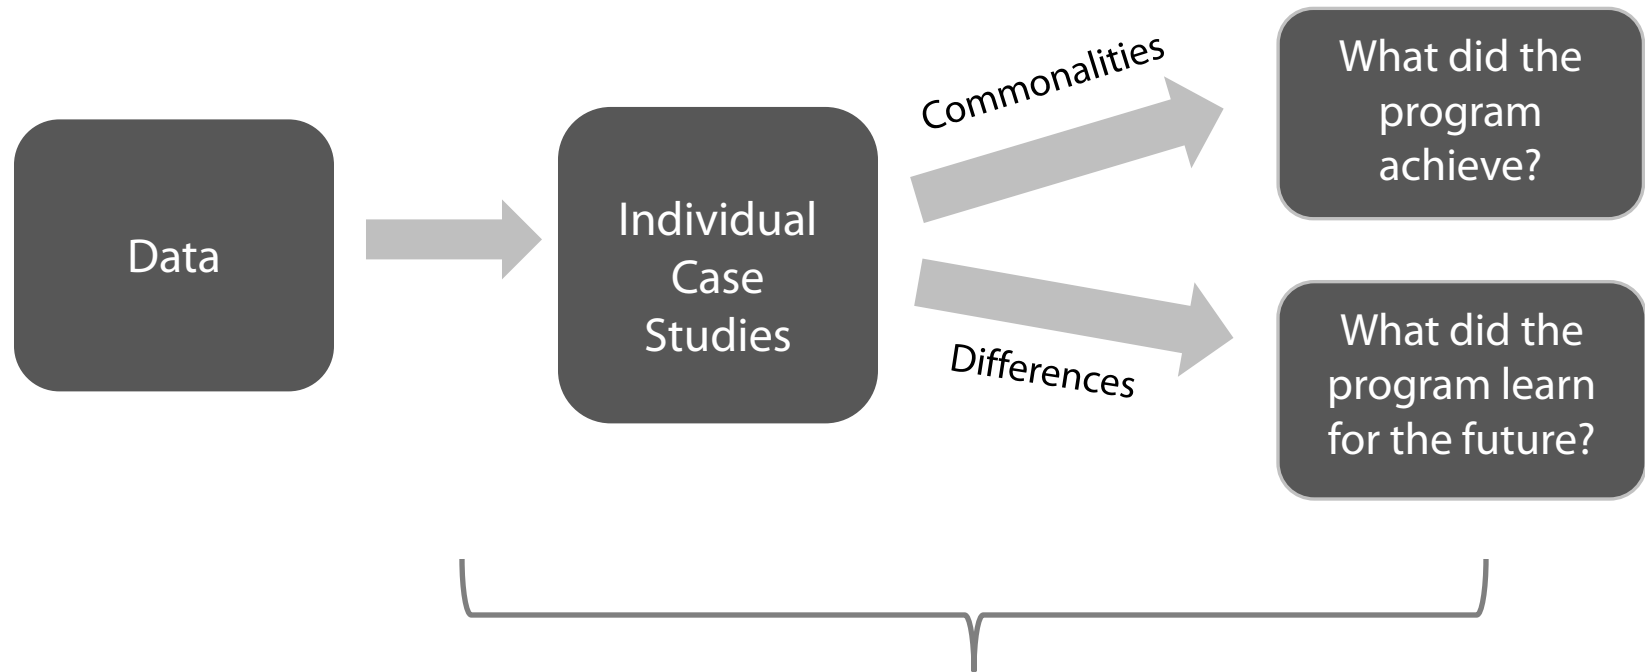 Data
Individual
Case
Studies
Commonalities
Differences
What did the
program
achieve?
What did the
program learn
for the future?